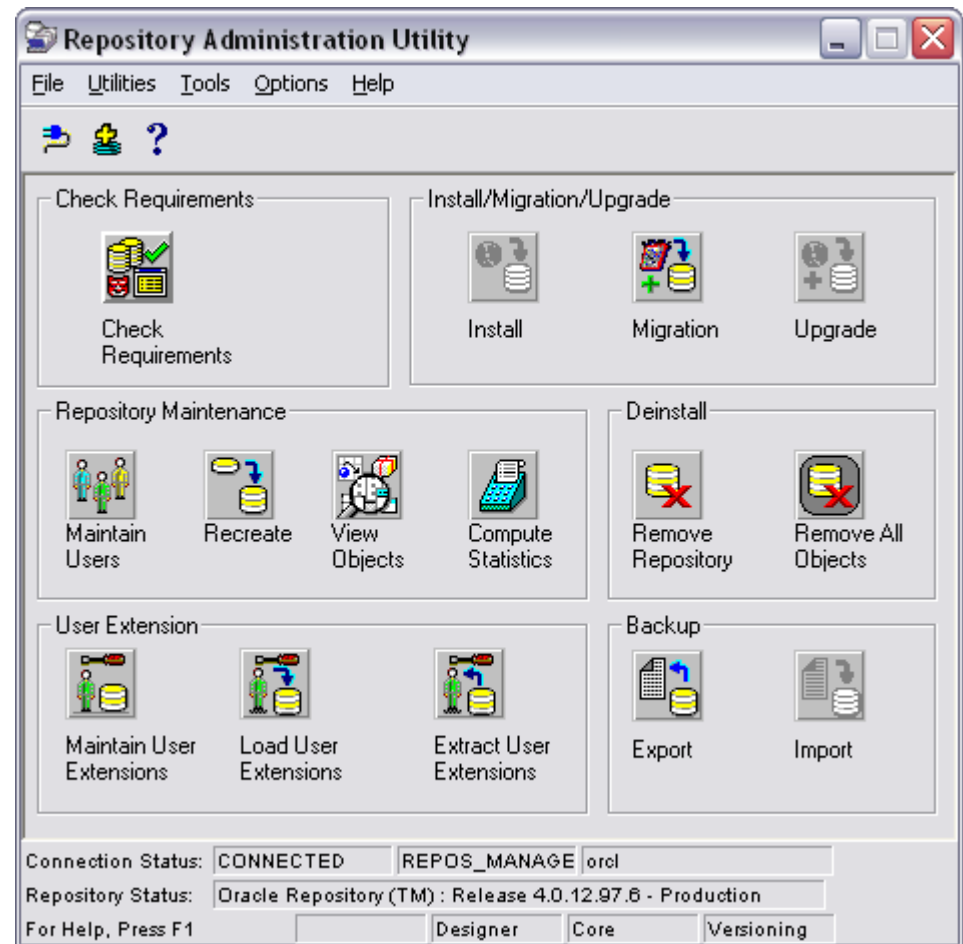 Repository Administration Utility
File Utilities Tools Options Help
Check Requirements
Check
Requirements
Install/Migration/Upgrade
Install
Migration
Upgrade
Repository Maintenance
Maintain
Users
Recreate
View
Objects
Compute
Statistics
Deinstall
Remove
Repository
Remove All
Objects
User Extension
Maintain User
Extensions
Load User
Extensions
Extract User
Extensions
Backup
Export
Import
Connection Status: CONNECTED REPOS_MANAGE orcl
Repository Status: Oracle Repository (TM) : Release 4.0.12.97.6 - Production
For Help, Press F1 Designer Core Versioning